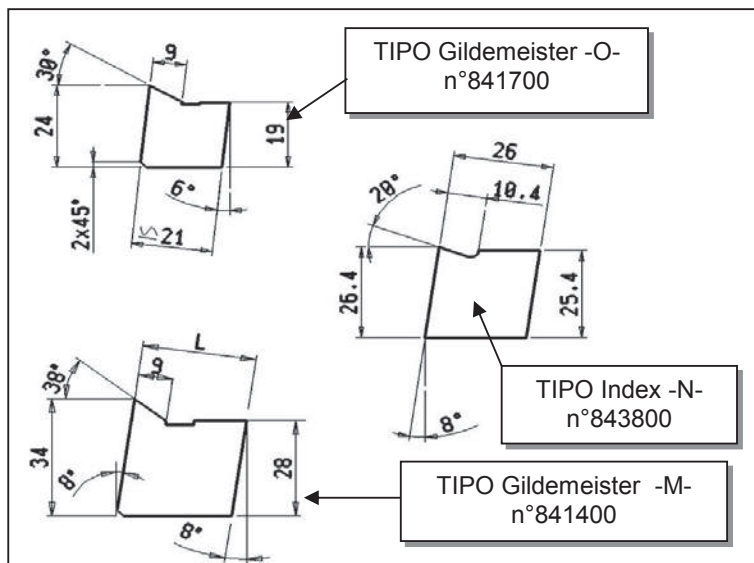 TIPO Gildemeister -O-
n°841700
30°
9
24
19
2x45°
6°
≤21
26
20°
10.4
26.4
25.4
8°
TIPO Index -N-
n°843800
L
9
38°
34
28
8°
8°
TIPO Gildemeister -M-
n°841400